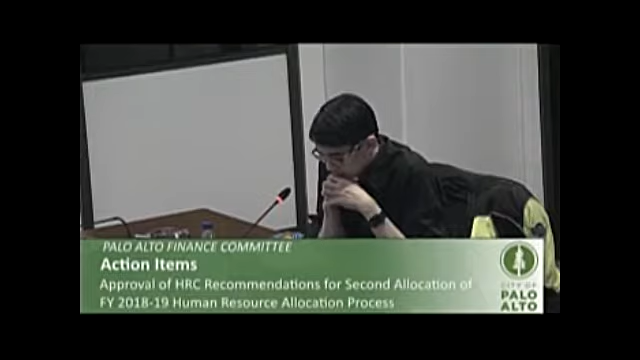 PALO ALTO FINANCE COMMITTEE
Action Items
Approval of HRC Recommendations for Second Allocation of
FY 2018-19 Human Resource Allocation Process
CITY OF
PALO
ALTO